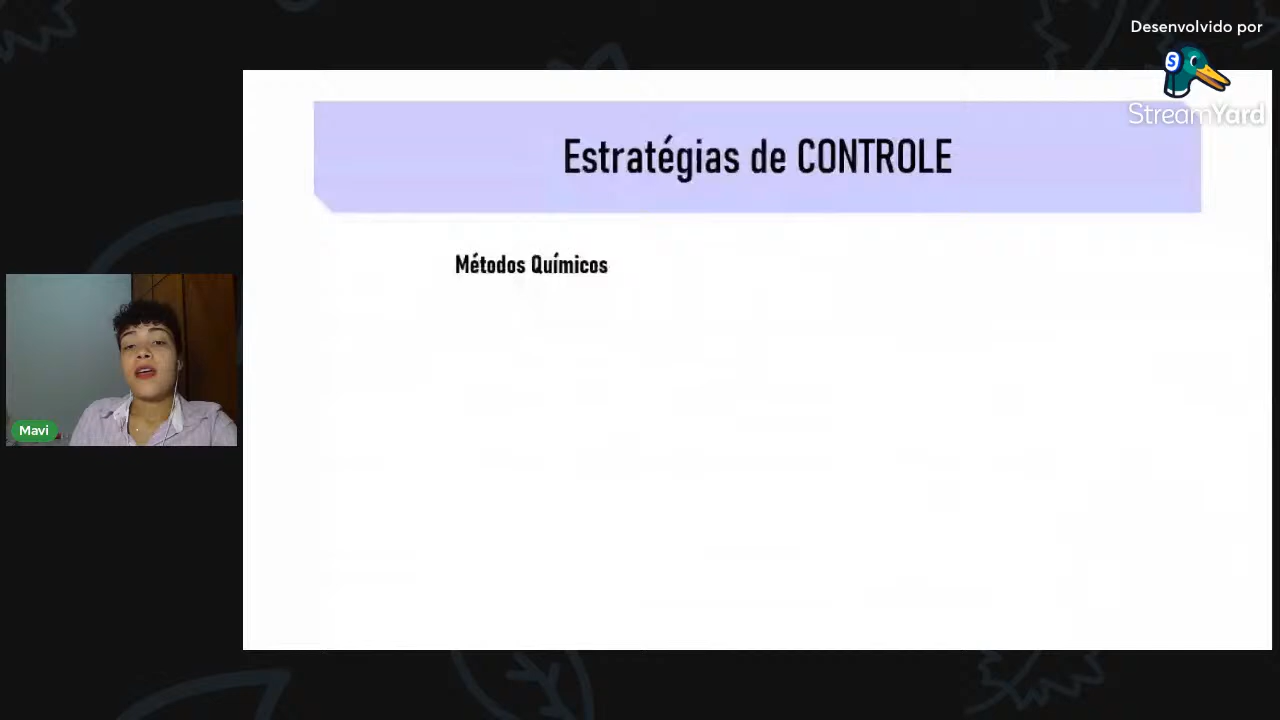 Desenvolvido por
StreamYard
Estratégias de CONTROLE
Métodos Químicos
Mavi